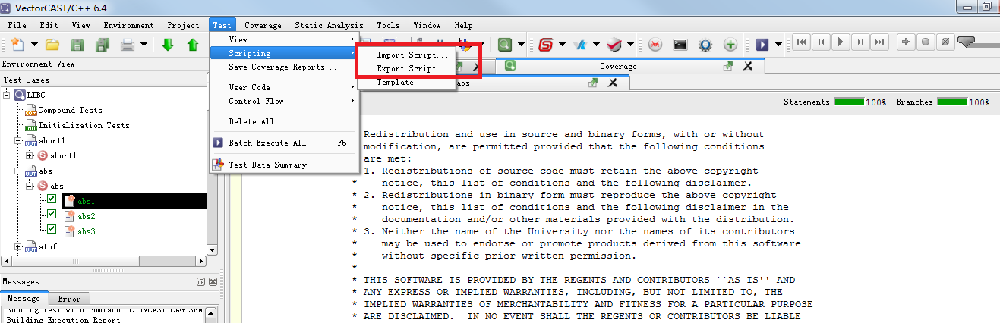 VectorCAST/C++ 6.4
File Edit View Environment Project Test Coverage Static Analysis Tools Window Help
View
Scripting
Save Coverage Reports...
User Code
Control Flow
Delete All
Batch Execute All F6
Test Data Summary
Import Script...
Export Script...
Template
Environment View
Test Cases
LIBC
Compound Tests
Initialization Tests
abort1
abort1
abs
abs
abs1
abs2
abs3
atof
Messages
Message Error
Building Execution Report
Coverage
abs
Statements 100% Branches 100%
Redistribution and use in source and binary forms, with or without
modification, are permitted provided that the following conditions
are met:
1. Redistributions of source code must retain the above copyright
* notice, this list of conditions and the following disclaimer.
* 2. Redistributions in binary form must reproduce the above copyright
* notice, this list of conditions and the following disclaimer in the
* documentation and/or other materials provided with the distribution.
* 3. Neither the name of the University nor the names of its contributors
* may be used to endorse or promote products derived from this software
* without specific prior written permission.
*
* THIS SOFTWARE IS PROVIDED BY THE REGENTS AND CONTRIBUTORS ``AS IS'' AND
* ANY EXPRESS OR IMPLIED WARRANTIES, INCLUDING, BUT NOT LIMITED TO, THE
* IMPLIED WARRANTIES OF MERCHANTABILITY AND FITNESS FOR A PARTICULAR PURPOSE
* ARE DISCLAIMED. IN NO EVENT SHALL THE REGENTS OR CONTRIBUTORS BE LIABLE